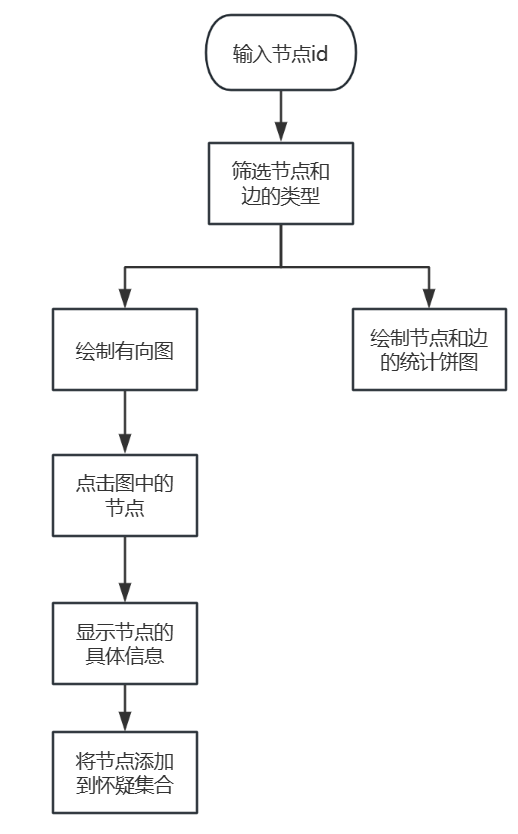 输入节点id
筛选节点和
边的类型
绘制有向图
绘制节点和边
的统计饼图
点击图中的
节点
显示节点的
具体信息
将节点添加
到怀疑集合